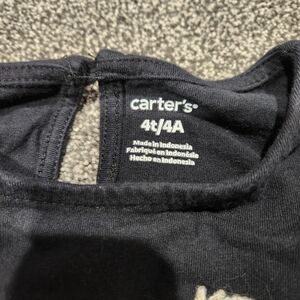 carter's®
4t/4A
Made in Indonesia
Fabriqué en Indonésie
Hecho en Indonesia